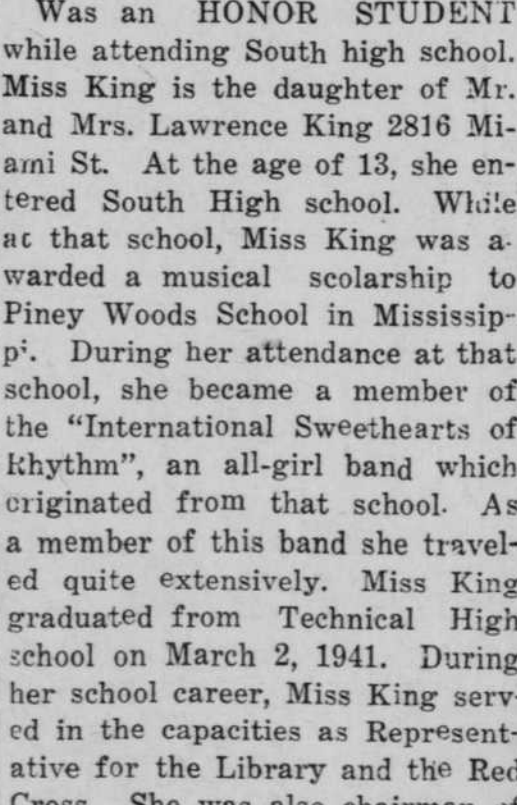 Was an HONOR STUDENT
while attending South high school.
Miss King is the daughter of Mr.
and Mrs. Lawrence King 2816 Mi-
ami St. At the age of 13, she en-
tered South High school. While
at that school, Miss King was a-
warded a musical scolarship to
Piney Woods School in Mississip-
pi. During her attendance at that
school, she became a member of
the “International Sweethearts of
Rhythm”, an all-girl band which
originated from that school. As
a member of this band she travel-
ed quite extensively. Miss King
graduated from Technical High
school on March 2, 1941. During
her school career, Miss King serv-
ed in the capacities as Represent-
ative for the Library and the Red
Cross. She was also chairman of